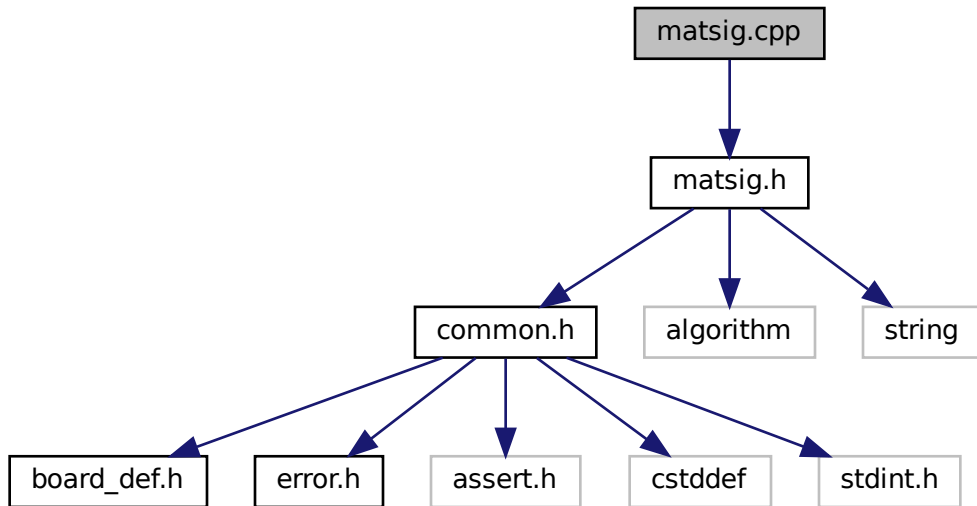 matsig.cpp
matsig.h
common.h
algorithm
string
board_def.h
error.h
assert.h
cstddef
stdint.h